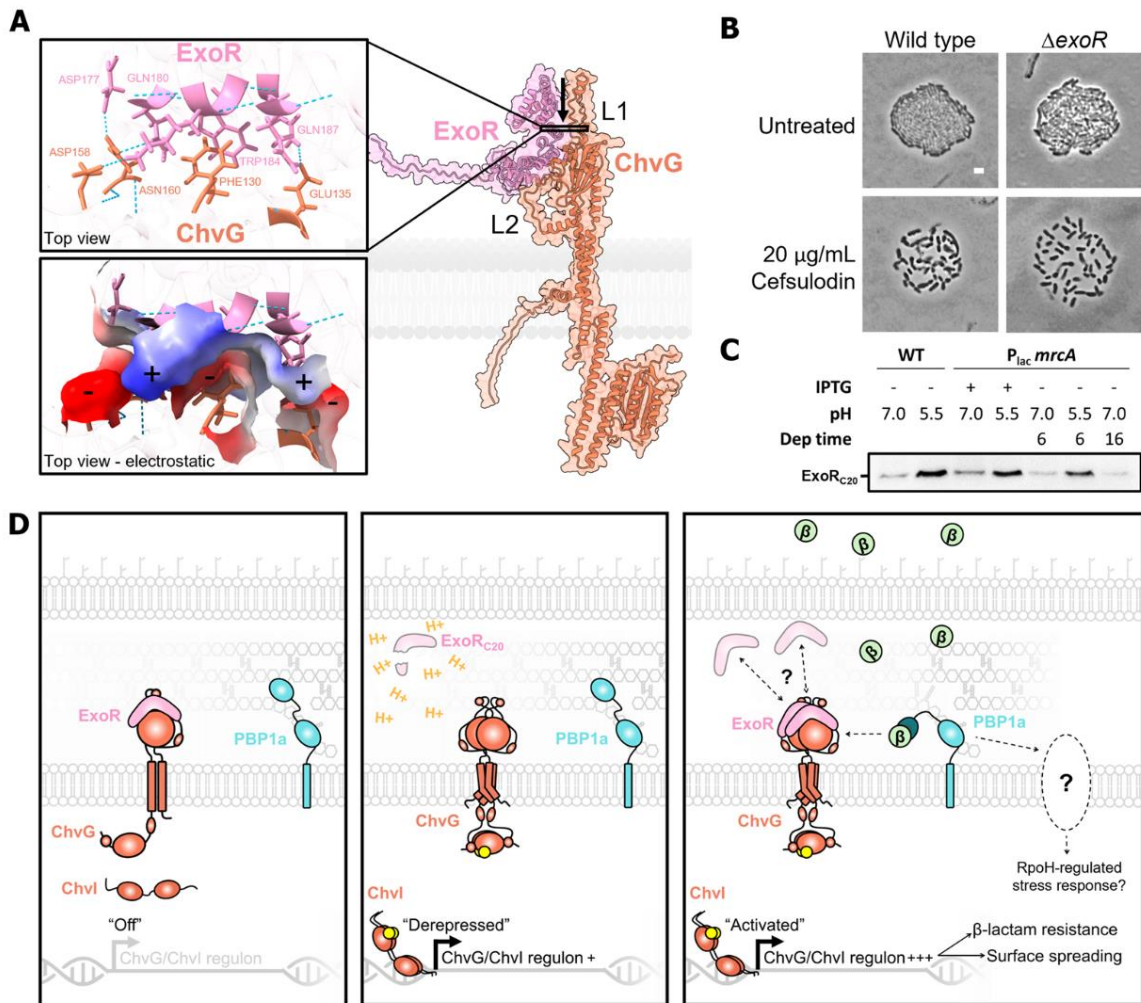 A
ExoR
ASP177
GLN180
GLN187
ASP158
TRP184
ASN160
PHE130
GLU135
ChvG
Top view
+
-
-
+
-
Top view - electrostatic
ExoR
L1
ChvG
L2
B
Wild type
ΔexoR
Untreated
20 µg/mL
Cefsulodin
C
WT
Plac mrcA
IPTG - - + + - - -
pH 7.0 5.5 7.0 5.5 7.0 5.5 7.0
Dep time 6 6 16
ExoRC20
D
ExoR
PBP1a
ChvG
ChvI
"Off"
ChvG/ChvI regulon
H+
H+
H+
H+
H+
H+
H+
ExoRC20
PBP1a
ChvG
ChvI
"Derepressed"
ChvG/ChvI regulon +
β
β
β
β
β
?
ExoR
β
PBP1a
ChvG
?
RpoH-regulated
stress response?
ChvI
"Activated"
ChvG/ChvI regulon +++
β-lactam resistance
Surface spreading